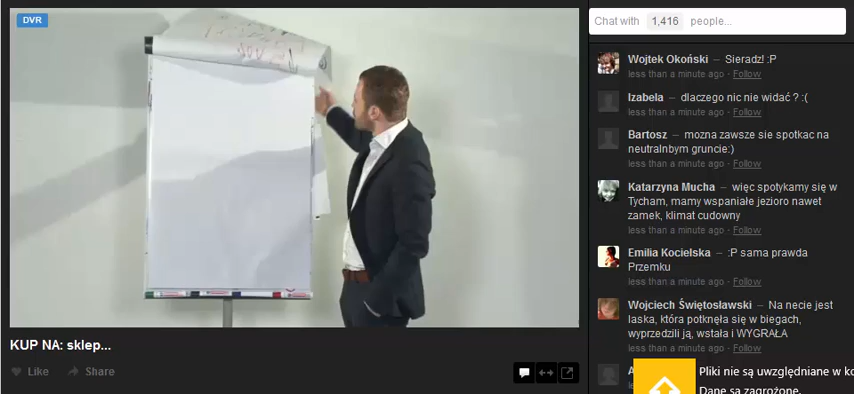 DVR
KUP NA: sklep...
Like Share
Chat with 1,416 people...
Wojtek Okoński – Sieradz! :P
less than a minute ago · Follow
Izabela – dlaczego nic nie widać ? :(
less than a minute ago · Follow
Bartosz – mozna zawsze sie spotkac na
neutralnbym gruncie:)
less than a minute ago · Follow
Katarzyna Mucha – więc spotykamy się w
Tycham, mamy wspaniałe jezioro nawet
zamek, klimat cudowny
less than a minute ago · Follow
Emilia Kocielska – :P sama prawda
Przemku
less than a minute ago · Follow
Wojciech Świętosławski – Na necie jest
laska, która potknęła się w biegach,
wyprzedzili ją, wstała i WYGRAŁA
less than a minute ago · Follow
Pliki nie są uwzględniane w
Dane są zagrożone.